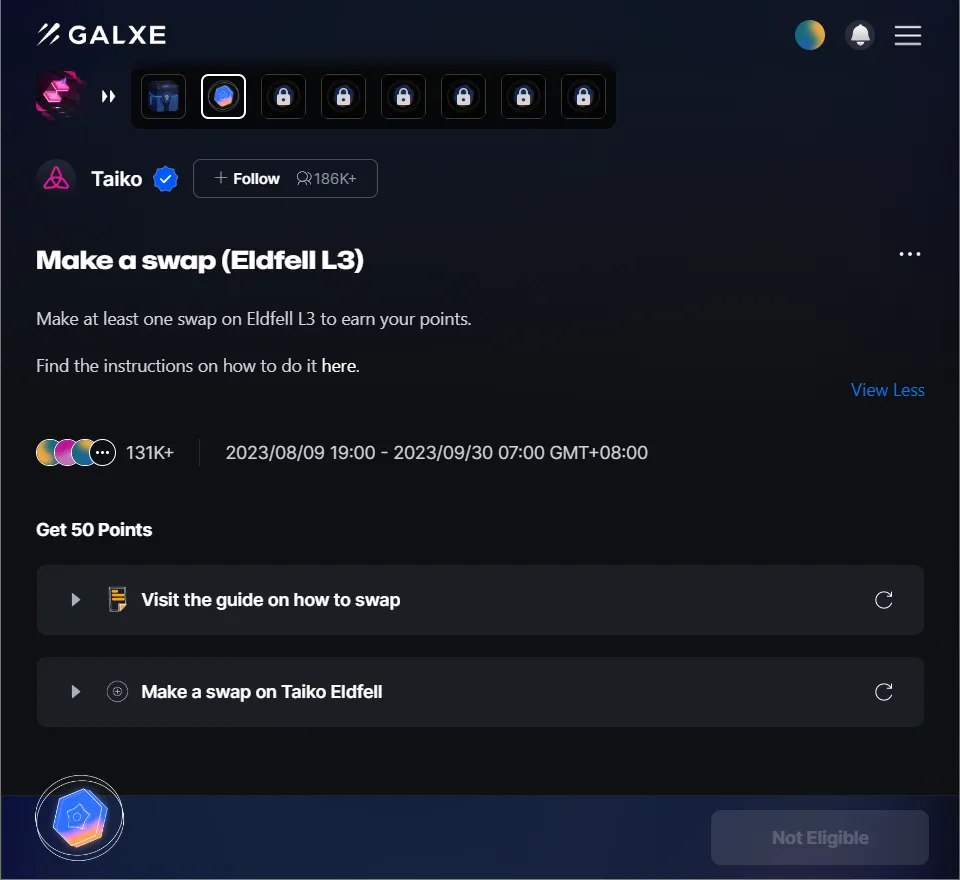 GALXE
Taiko
+ Follow 186K+
Make a swap (Eldfell L3)
Make at least one swap on Eldfell L3 to earn your points.
Find the instructions on how to do it here.
View Less
131K+ 2023/08/09 19:00 - 2023/09/30 07:00 GMT+08:00
Get 50 Points
Visit the guide on how to swap
Make a swap on Taiko Eldfell
Not Eligible